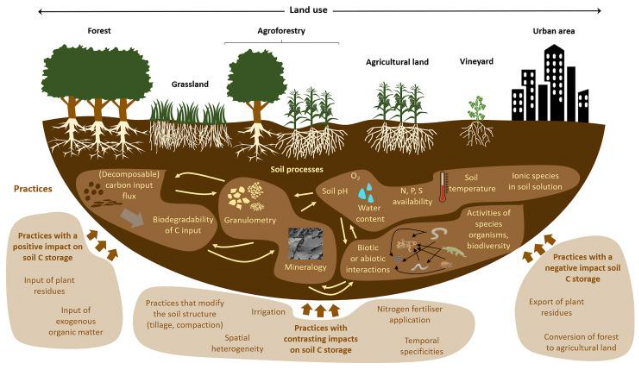 Land use
Forest
Grassland
Agroforestry
Agricultural land
Vineyard
Urban area
Soil processes
(Decomposable)
carbon input
flux
Biodegradability
of C input
Granulometry
Mineralogy
Soil pH
O2
Water
content
N, P, S
availability
Soil
temperature
Ionic species
in soil solution
Biotic
or abiotic
interactions
Activities of
species
organisms,
biodiversity
Practices
Practices with a
positive impact on
soil C storage
Input of plant
residues
Input of
exogenous
organic matter
Practices that modify
the soil structure
(tillage, compaction)
Irrigation
Spatial
heterogeneity
Practices with
contrasting impacts
on soil C storage
Nitrogen fertiliser
application
Temporal
specificities
Practices with a
negative impact soil
C storage
Export of plant
residues
Conversion of forest
to agricultural land